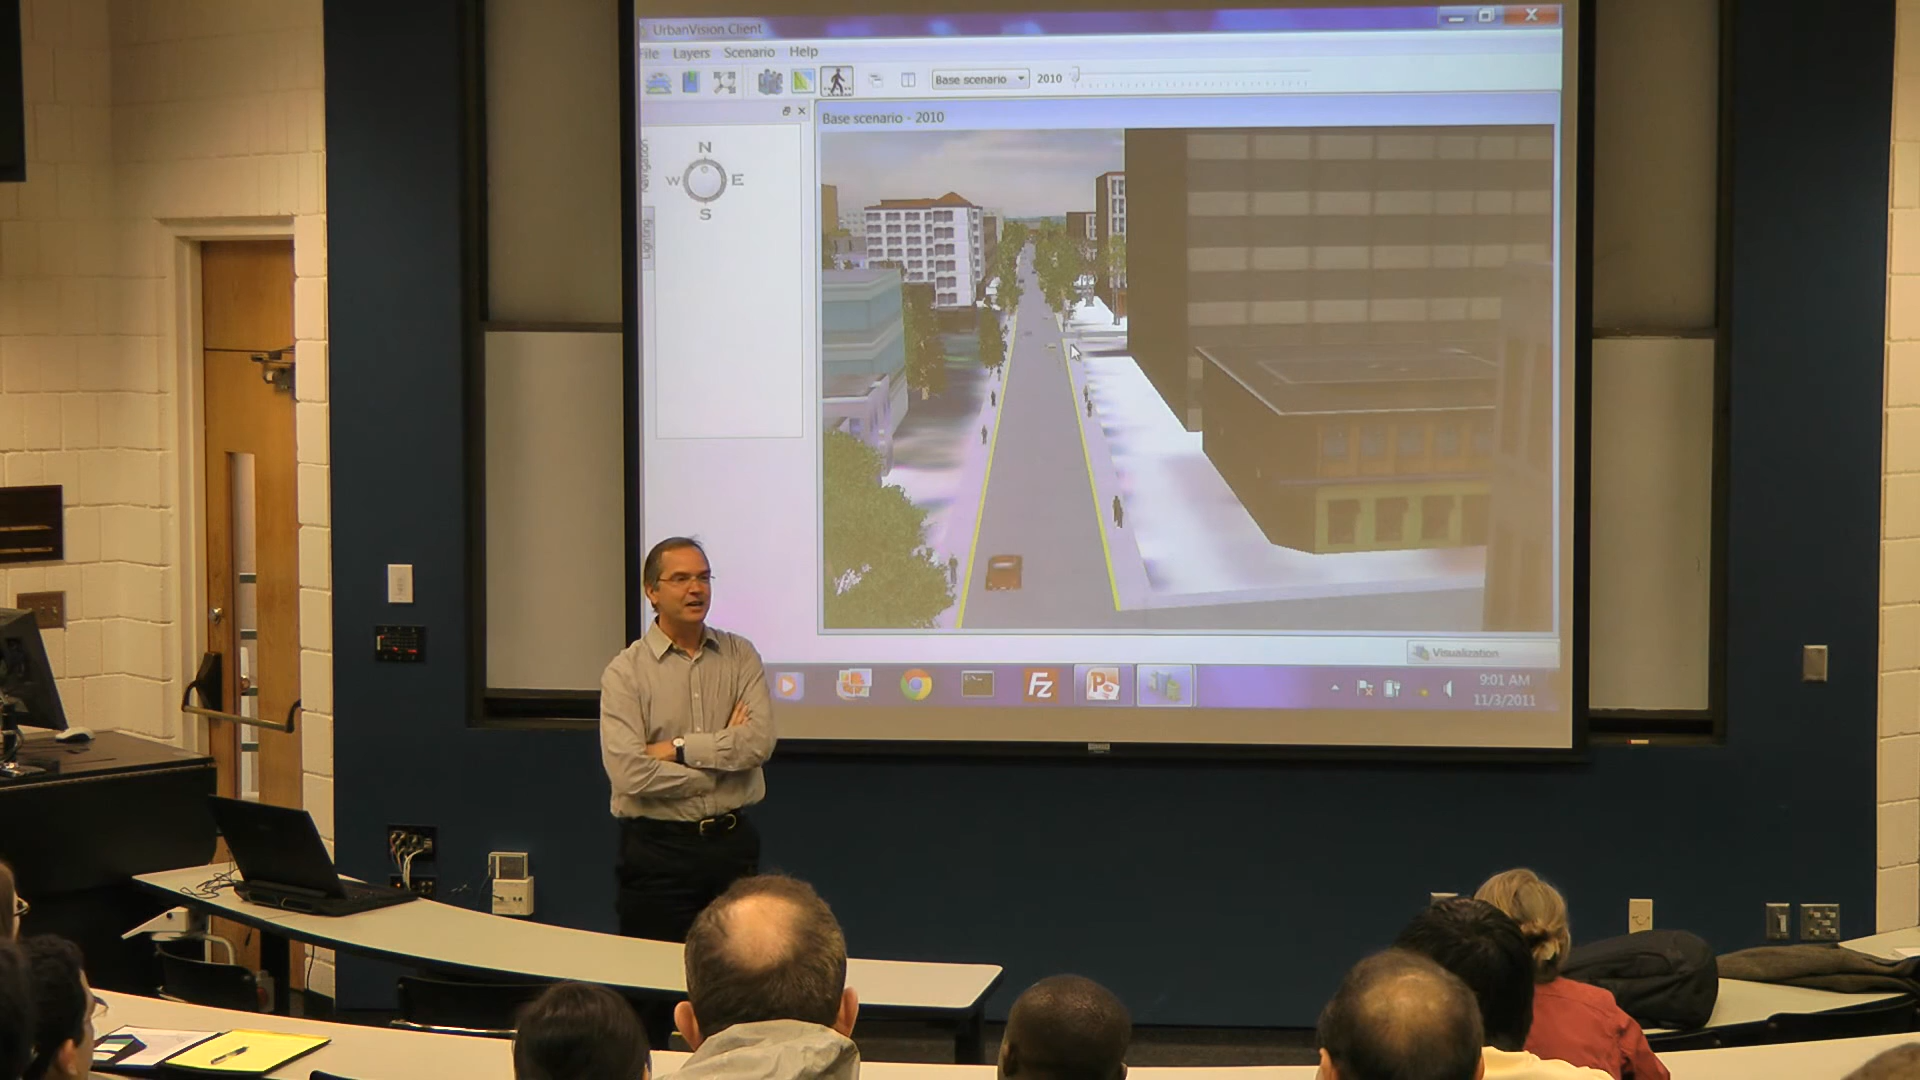 UrbanVision Client
File Layers Scenario Help
Base scenario 2010
Base scenario - 2010
Navigation
N
W E
S
Lighting
Visualization
Fz
P
9:01 AM
11/3/2011